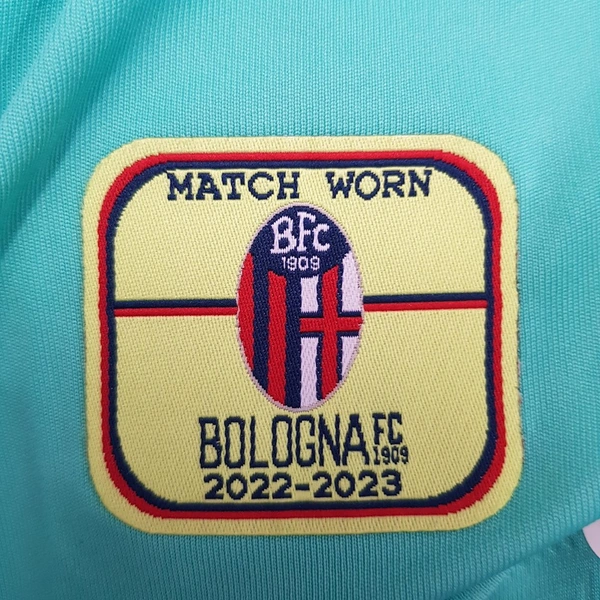 MATCH WORN
BFC
1909
BOLOGNA FC
1909
2022-2023